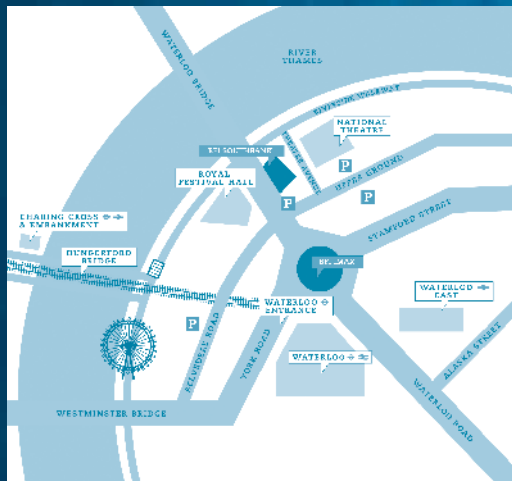 WATERLOO BRIDGE
RIVER
THAMES
RIVERSIDE WALKWAY
NATIONAL
THEATRE
THEATRE AVENUE
BFI SOUTHBANK
P
UPPER GROUND
P
P
ROYAL
FESTIVAL HALL
STAMFORD STREET
CHARING CROSS
& EMBANKMENT
HUNGERFORD
BRIDGE
BFI IMAX
WATERLOO
EAST
WATERLOO
ENTRANCE
P
BELVEDERE ROAD
YORK ROAD
WATERLOO
ALASKA STREET
WATERLOO ROAD
WESTMINSTER BRIDGE